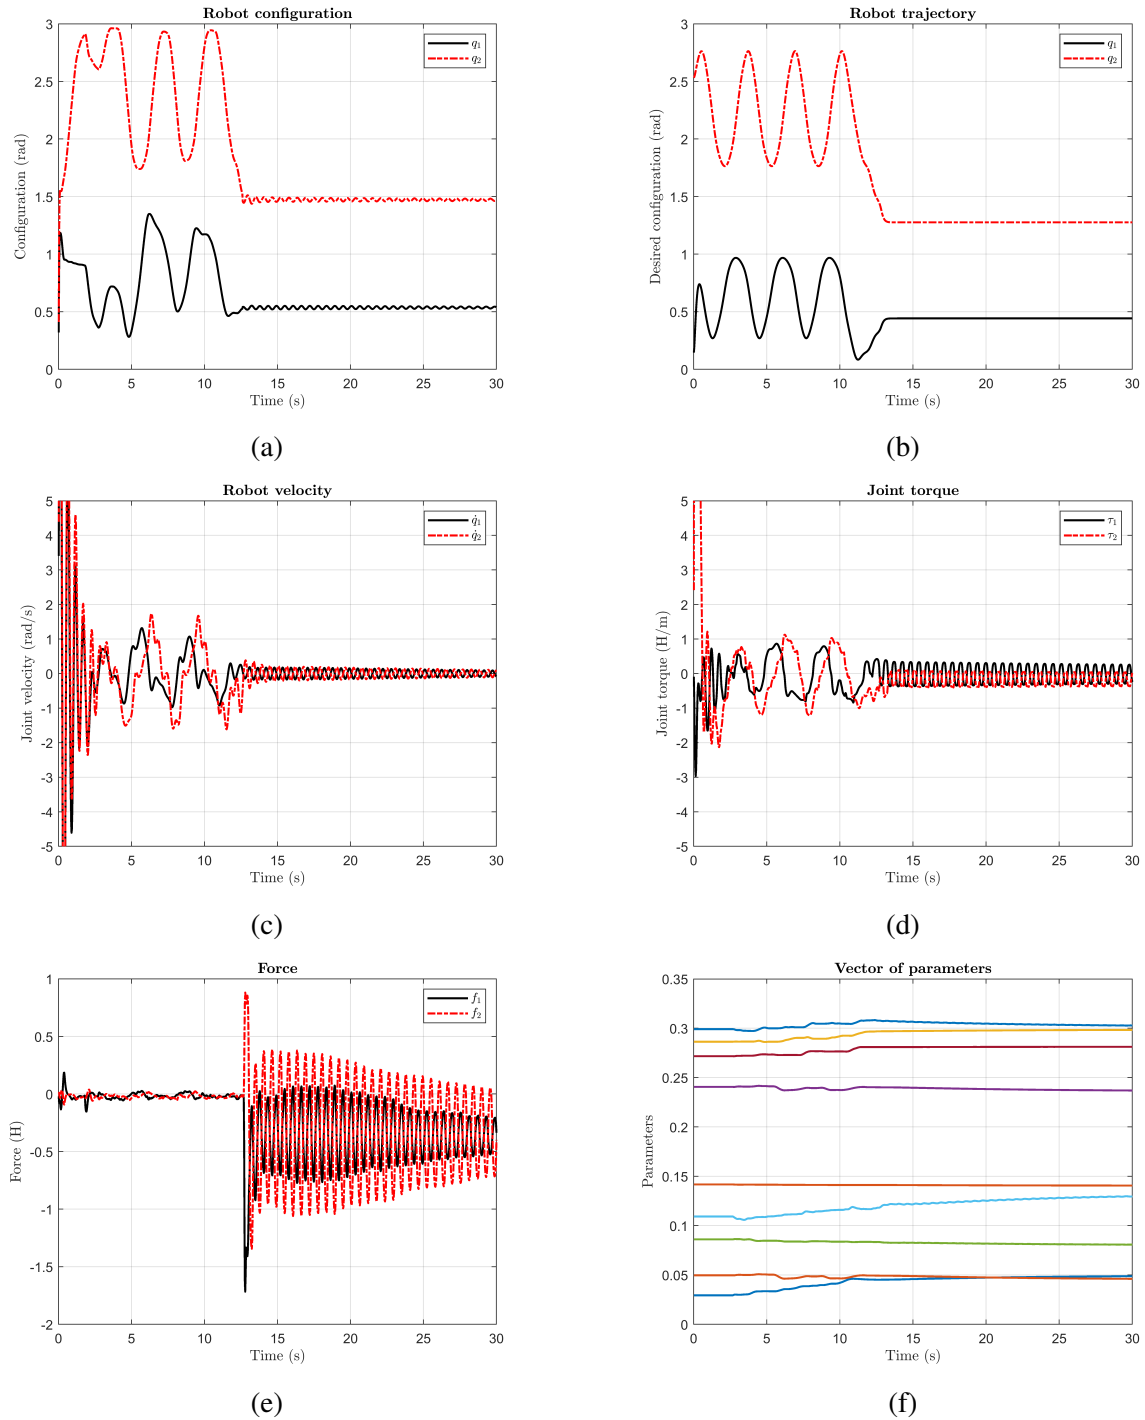 Robot configuration
3
2.5
2
1.5
1
0.5
0
Configuration (rad)
q1
q2
0 5 10 15 20 25 30
Time (s)
(a)
Robot trajectory
3
2.5
2
1.5
1
0.5
0
Desired configuration (rad)
q1
q2
0 5 10 15 20 25 30
Time (s)
(b)
Robot velocity
5
4
3
2
1
0
-1
-2
-3
-4
-5
Joint velocity (rad/s)
q̇1
q̇2
0 5 10 15 20 25 30
Time (s)
(c)
Joint torque
5
4
3
2
1
0
-1
-2
-3
-4
-5
Joint torque (H/m)
τ1
τ2
0 5 10 15 20 25 30
Time (s)
(d)
Force
1
0.5
0
-0.5
-1
-1.5
-2
Force (H)
f1
f2
0 5 10 15 20 25 30
Time (s)
(e)
Vector of parameters
0.35
0.3
0.25
0.2
0.15
0.1
0.05
0
Parameters
0 5 10 15 20 25 30
Time (s)
(f)